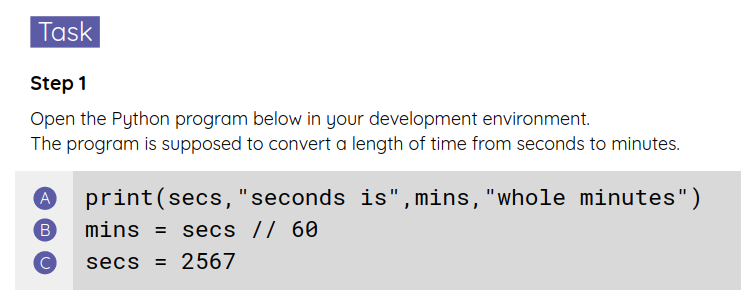 Task
Step 1
Open the Python program below in your development environment.
The program is supposed to convert a length of time from seconds to minutes.
A print(secs,"seconds is",mins,"whole minutes")
B mins = secs // 60
C secs = 2567